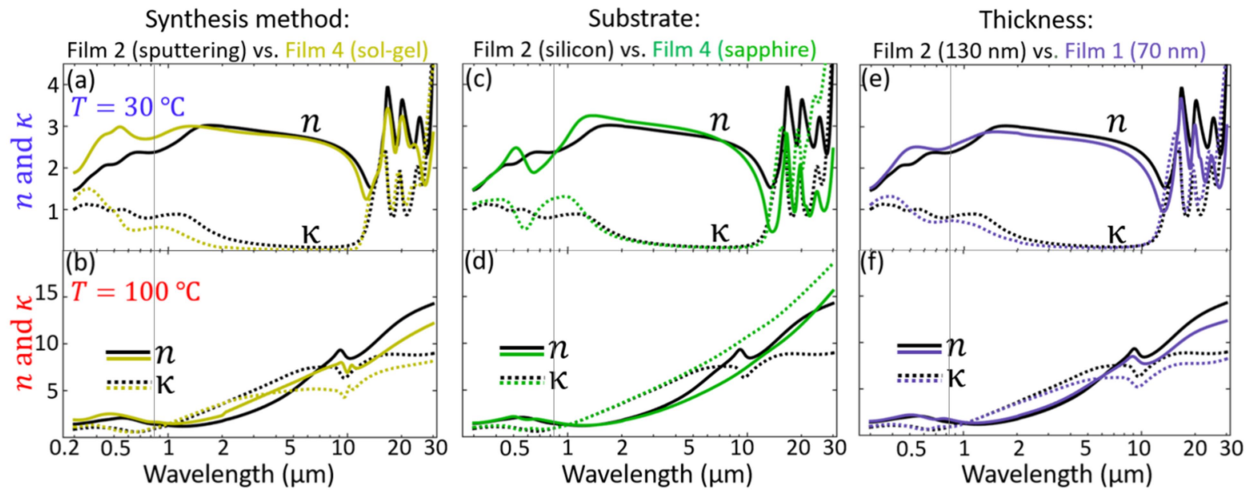 Synthesis method:
Film 2 (sputtering) vs. Film 4 (sol-gel)
Substrate:
Film 2 (silicon) vs. Film 4 (sapphire)
Thickness:
Film 2 (130 nm) vs. Film 1 (70 nm)
n and κ
4
3
2
1
(a)
T = 30 °C
n
κ
(c)
n
κ
(e)
n
κ
n and κ
15
10
5
(b)
T = 100 °C
n
κ
(d)
n
κ
(f)
n
κ
0.2 0.5 1 2 5 10 30
0.5 1 2 5 10 20 30
0.5 1 2 5 10 20 30
Wavelength (μm)
Wavelength (μm)
Wavelength (μm)